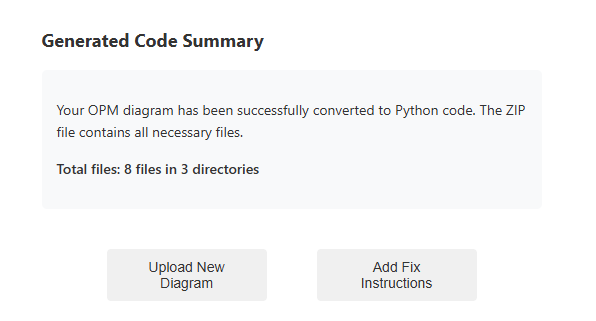 Generated Code Summary
Your OPM diagram has been successfully converted to Python code. The ZIP
file contains all necessary files.
Total files: 8 files in 3 directories
Upload New
Diagram
Add Fix
Instructions